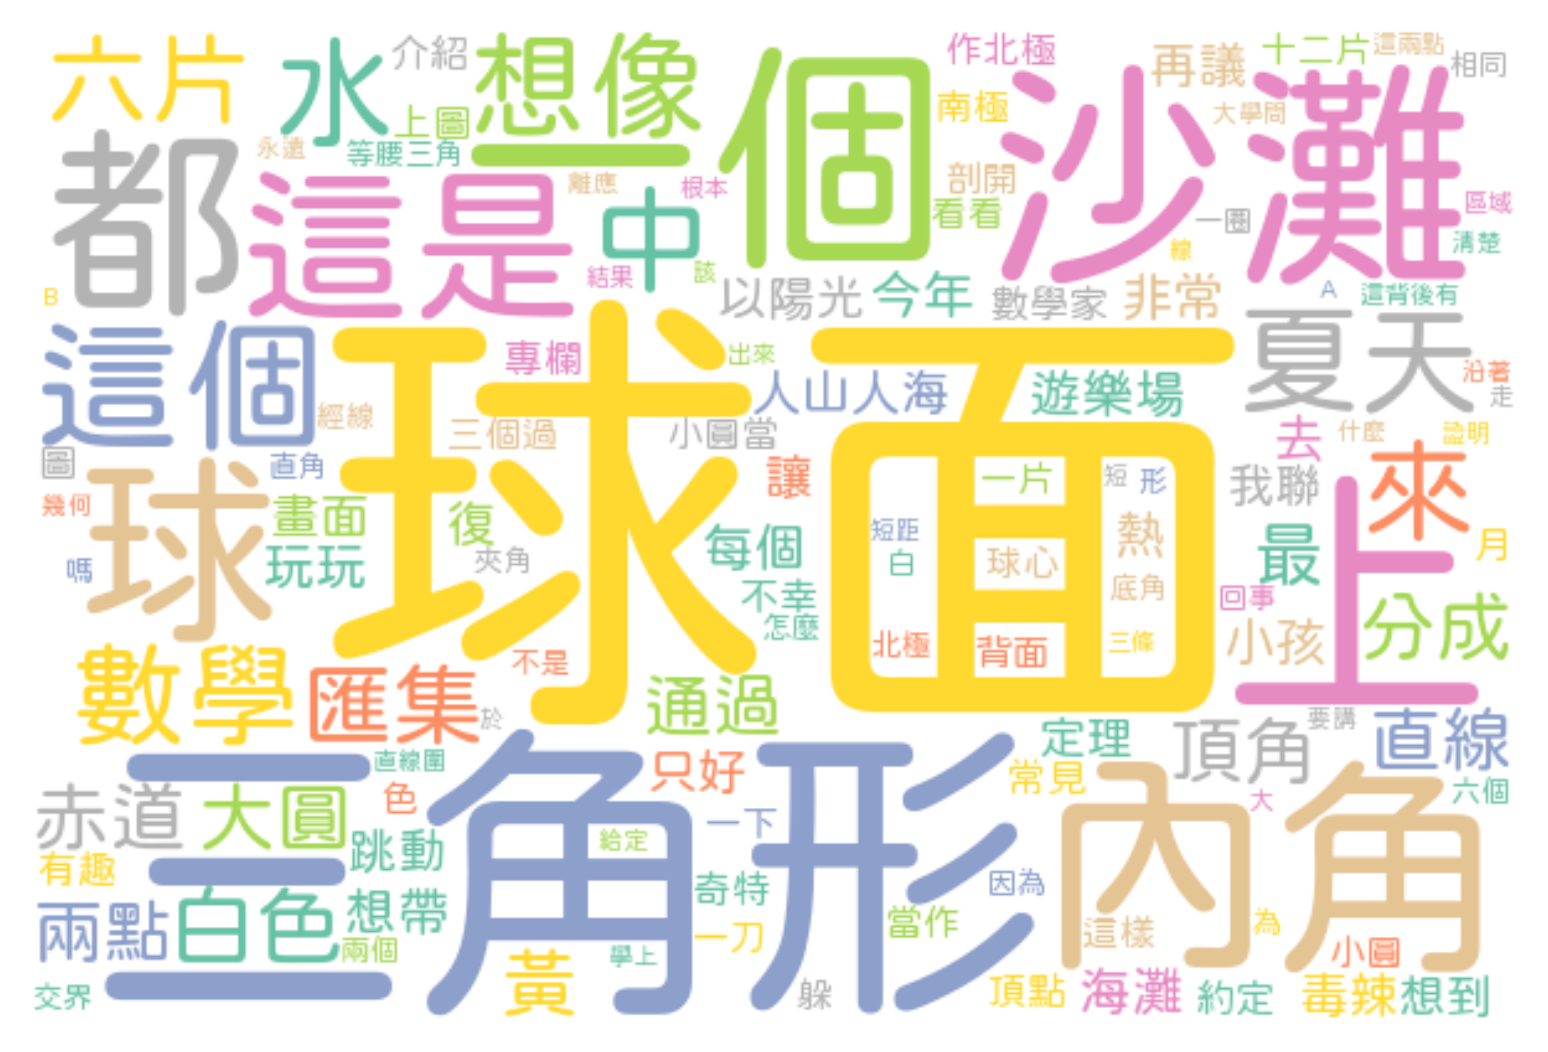 六片
水
介紹
想像
一個
作北極
再議
十二片
這兩點
相同
上圖
南極
沙灘
大學問
永遠
等腰三角
都
這是
離應
根本
中
剖開
看看
一圈
區域
清楚
線
結果
該
B
以陽光
今年
數學家
非常
A
這背後有
這個
專欄
出來
球面
人山人海
遊樂場
夏天
沿著
走
經線
三個過
小圓當
去
什麼
證明
圖
直角
讓
一片
短
形
我聯
來
幾何
球
畫面
復
每個
短距
熱
最
月
嗎
玩玩
夾角
白
球心
底角
不幸
怎麼
回事
上
小孩
分成
北極
背面
三條
數學
匯集
不是
於
通過
定理
頂角
要講
直線
直線圍
只好
常見
六個
赤道
大圓
色
三角形
一下
大
內角
有趣
跳動
給定
奇特
因為
兩點
白色
想帶
兩個
一刀
當作
這樣
為
小圓
交界
黃
學上
躲
頂點
海灘
約定
毒辣
想到